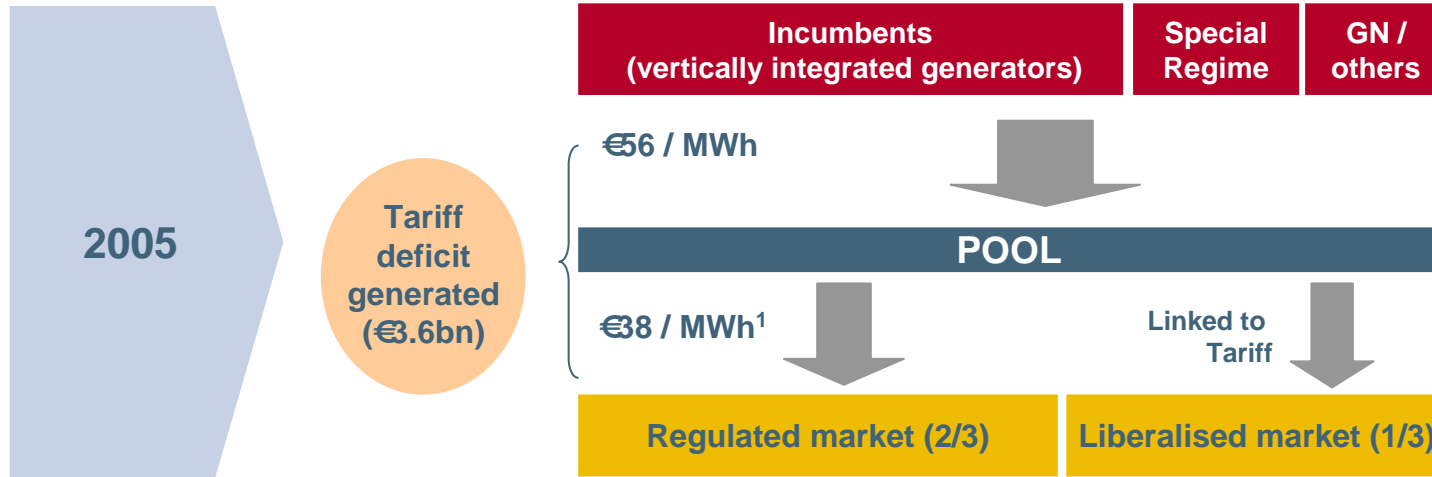 Incumbents
(vertically integrated generators)
Special
Regime
GN /
others
€56 / MWh
2005
Tariff
deficit
generated
(€3.6bn)
POOL
€38 / MWh¹
Linked to
Tariff
Regulated market (2/3)
Liberalised market (1/3)